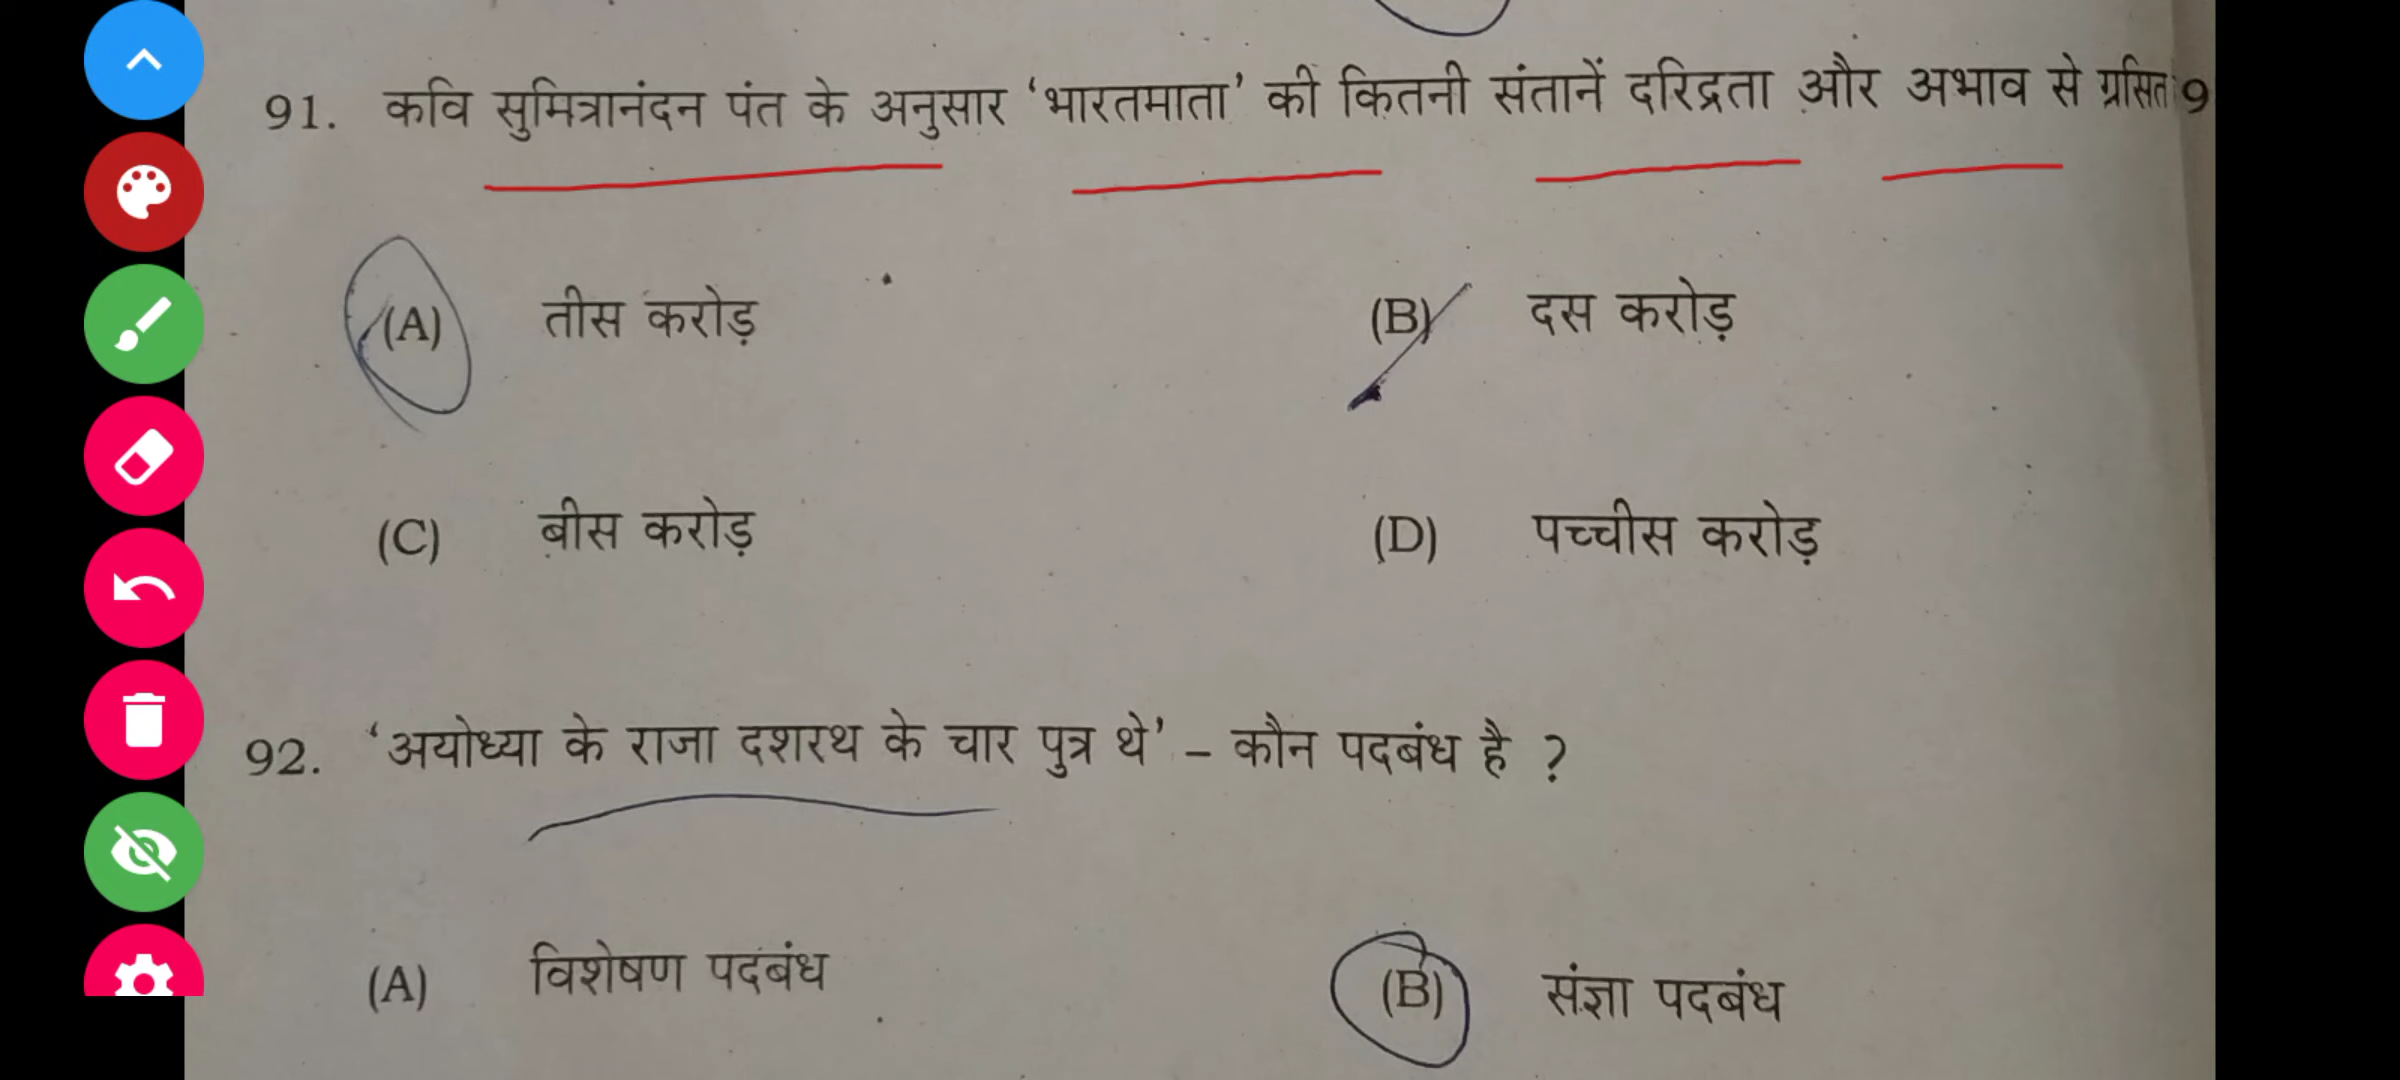 91. कवि सुमित्रानंदन पंत के अनुसार 'भारतमाता' की कितनी संतानें दरिद्रता और अभाव से ग्रसित 9
(A) तीस करोड़ (B) दस करोड़
(C) बीस करोड़ (D) पच्चीस करोड़
92. 'अयोध्या के राजा दशरथ के चार पुत्र थे' – कौन पदबंध है ?
(A) विशेषण पदबंध (B) संज्ञा पदबंध